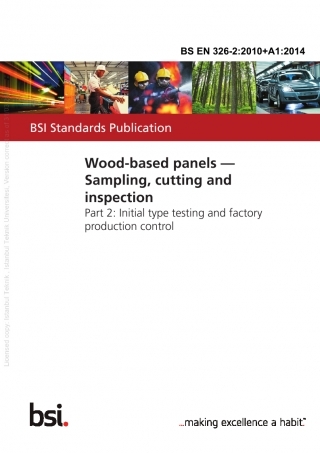 BS EN 326-2:2010+A1:2014
BSI Standards Publication
Wood-based panels —
Sampling, cutting and
inspection
Part 2: Initial type testing and factory
production control
bsi.
...making excellence a habit.™
Licensed copy: Istanbul Teknik , Istanbul Teknik Universitesi, Version correct as of